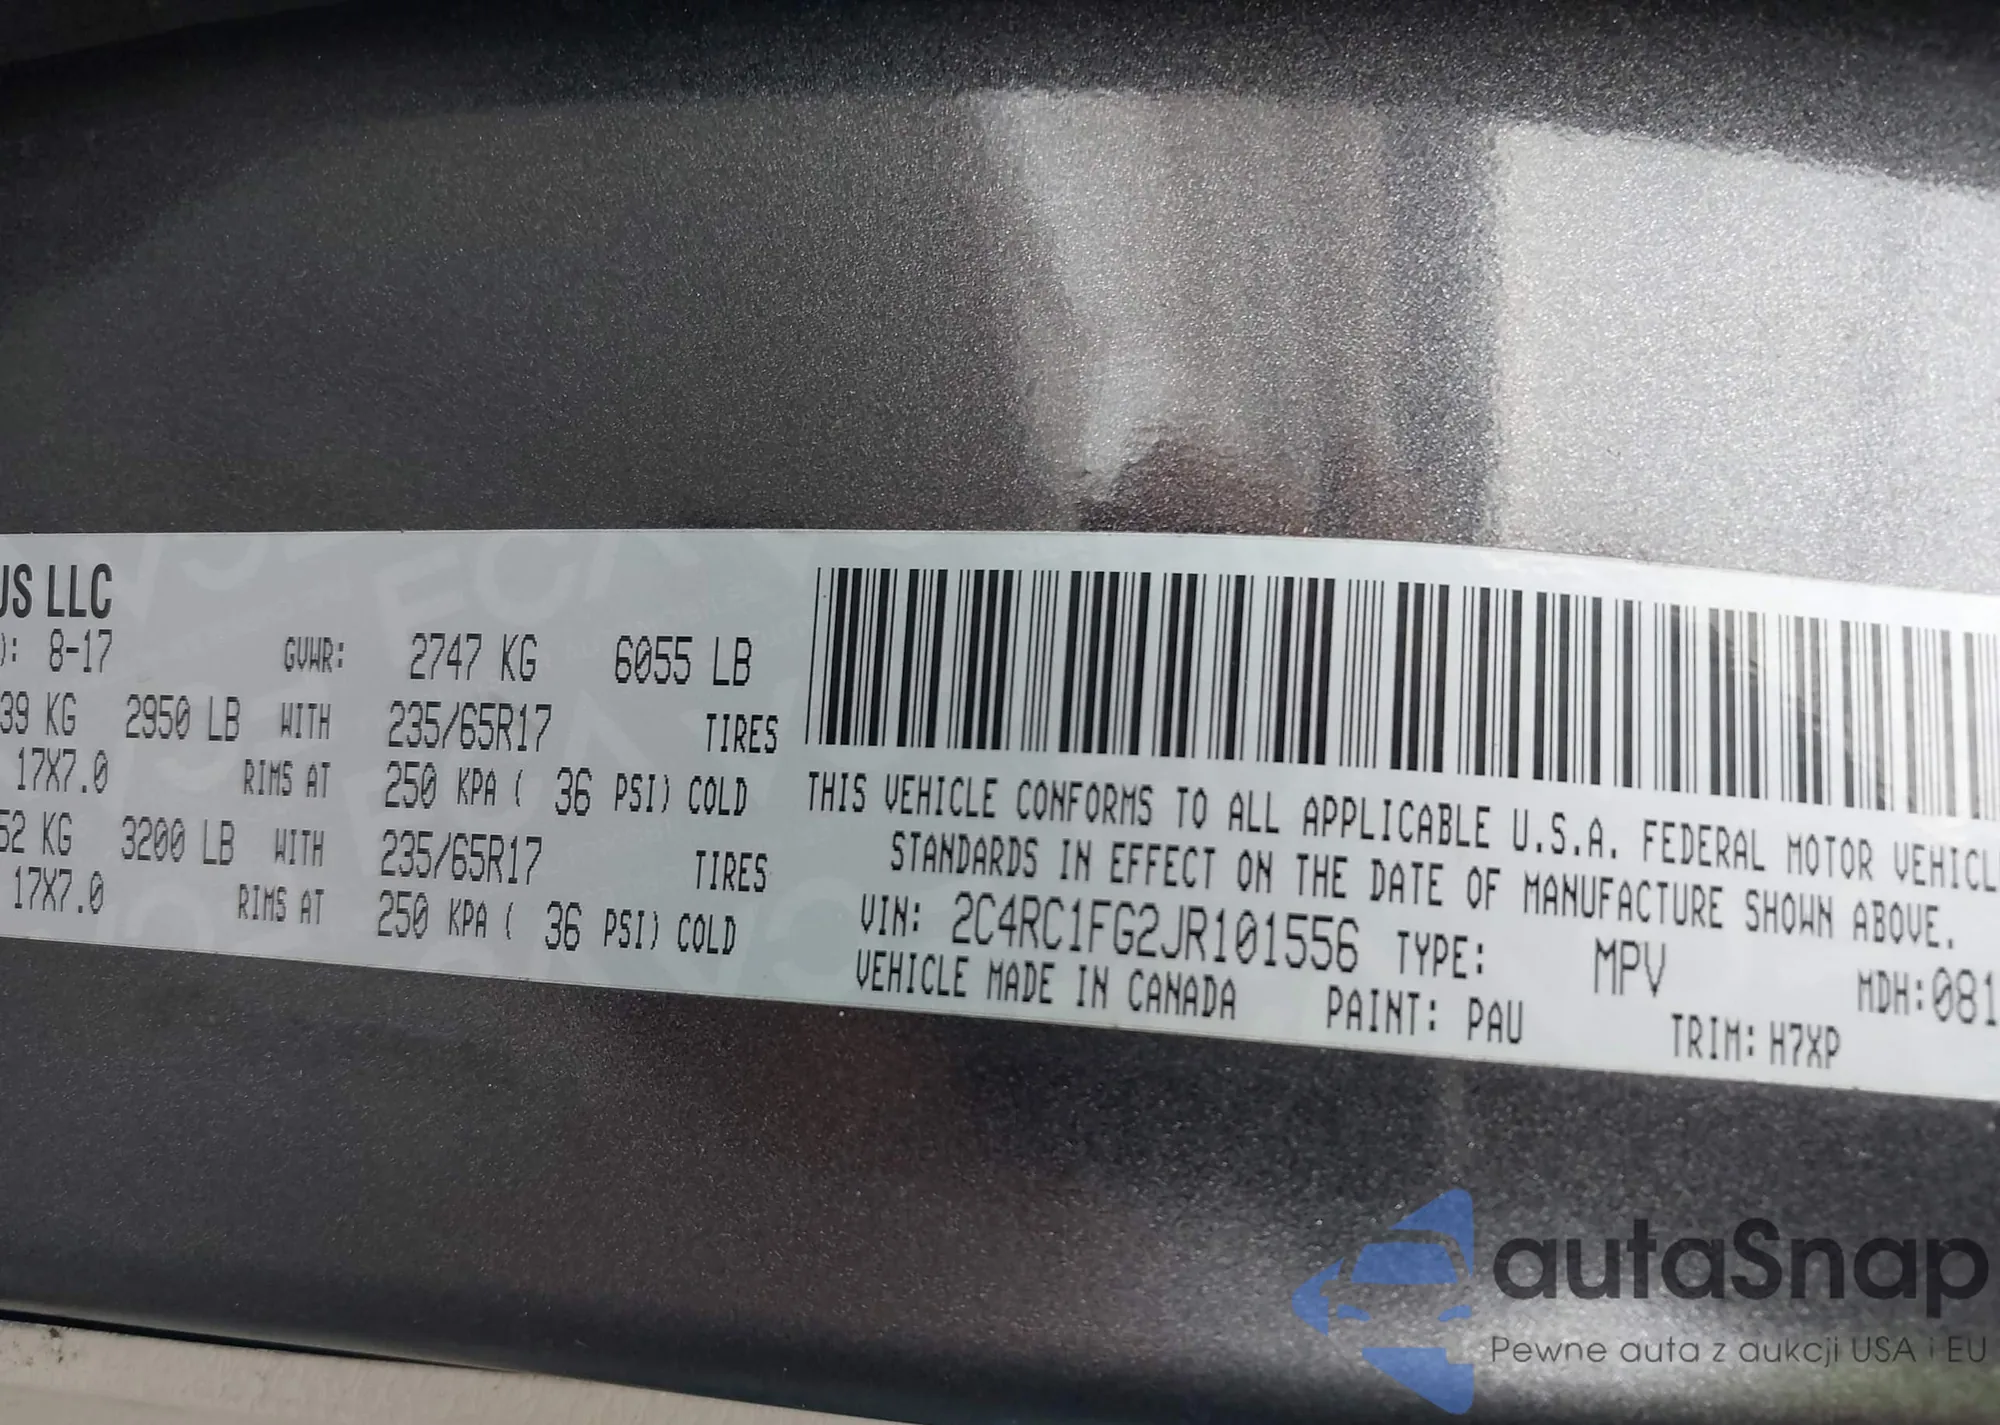 US LLC
): 8-17 GVWR: 2747 KG 6055 LB
39 KG 2950 LB WITH 235/65R17 TIRES
17X7.0 RIMS AT 250 KPA ( 36 PSI) COLD
52 KG 3200 LB WITH 235/65R17 TIRES
17X7.0 RIMS AT 250 KPA ( 36 PSI) COLD
THIS VEHICLE CONFORMS TO ALL APPLICABLE U.S.A. FEDERAL MOTOR VEHICL
STANDARDS IN EFFECT ON THE DATE OF MANUFACTURE SHOWN ABOVE.
VIN: 2C4RC1FG2JR101556 TYPE: MPV MDH:081
VEHICLE MADE IN CANADA PAINT: PAU TRIM: H7XP
autaSnap
Pewne auta z aukcji USA i EU